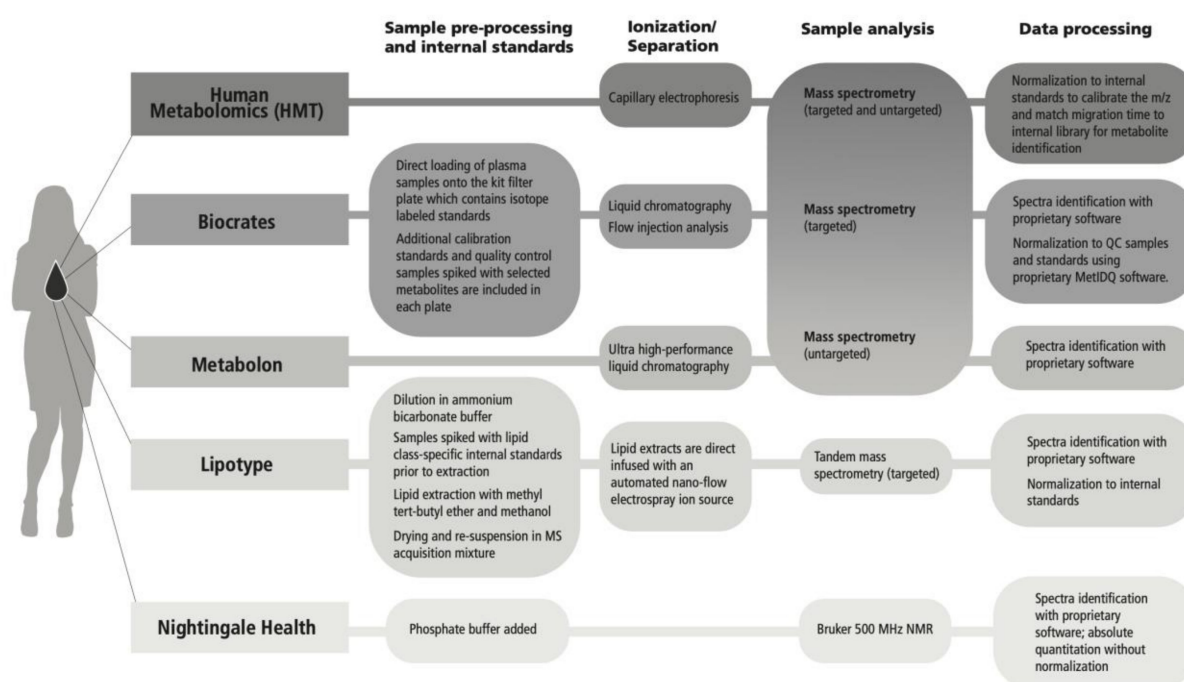 Sample pre-processing
and internal standards
Ionization/
Separation
Sample analysis
Data processing
Human
Metabolomics (HMT)
Capillary electrophoresis
Mass spectrometry
(targeted and untargeted)
Normalization to internal
standards to calibrate the m/z
and match migration time to
internal library for metabolite
identification
Biocrates
Direct loading of plasma
samples onto the kit filter
plate which contains isotope
labeled standards
Additional calibration
standards and quality control
samples spiked with selected
metabolites are included in
each plate
Liquid chromatography
Flow injection analysis
Mass spectrometry
(targeted)
Spectra identification with
proprietary software
Normalization to QC samples
and standards using
proprietary MetIDQ software.
Metabolon
Ultra high-performance
liquid chromatography
Mass spectrometry
(untargeted)
Spectra identification with
proprietary software
Lipotype
Dilution in ammonium
bicarbonate buffer
Samples spiked with lipid
class-specific internal standards
prior to extraction
Lipid extraction with methyl
tert-butyl ether and methanol
Drying and re-suspension in MS
acquisition mixture
Lipid extracts are direct
infused with an
automated nano-flow
electrospray ion source
Tandem mass
spectrometry (targeted)
Spectra identification with
proprietary software
Normalization to internal
standards
Nightingale Health
Phosphate buffer added
Bruker 500 MHz NMR
Spectra identification
with proprietary
software; absolute
quantitation without
normalization